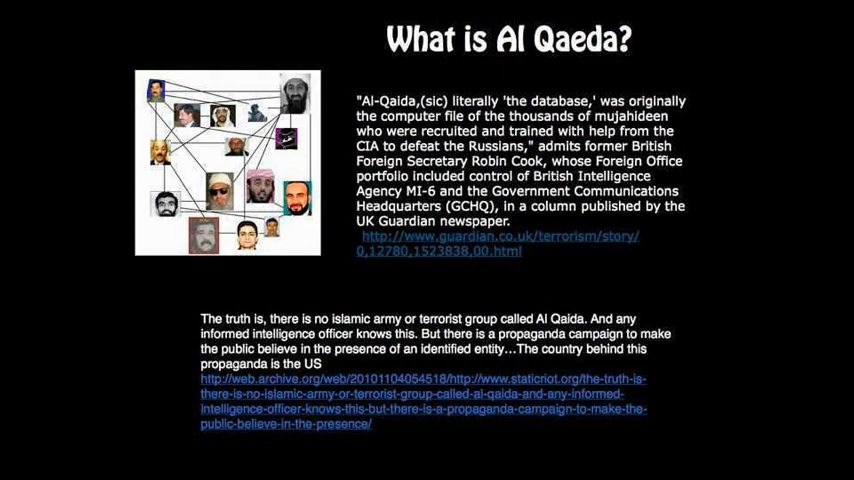 What is Al Qaeda?
"Al-Qaida,(sic) literally 'the database,' was originally
the computer file of the thousands of mujahideen
who were recruited and trained with help from the
CIA to defeat the Russians," admits former British
Foreign Secretary Robin Cook, whose Foreign Office
portfolio included control of British Intelligence
Agency MI-6 and the Government Communications
Headquarters (GCHQ), in a column published by the
UK Guardian newspaper.
http://www.guardian.co.uk/terrorism/story/
0,12780,1523838,00.html
The truth is, there is no islamic army or terrorist group called Al Qaida. And any
informed intelligence officer knows this. But there is a propaganda campaign to make
the public believe in the presence of an identified entity…The country behind this
propaganda is the US
http://web.archive.org/web/20101104054518/http://www.staticriot.org/the-truth-is-
there-is-no-islamic-army-or-terrorist-group-called-al-qaida-and-any-informed-
intelligence-officer-knows-this-but-there-is-a-propaganda-campaign-to-make-the-
public-believe-in-the-presence/